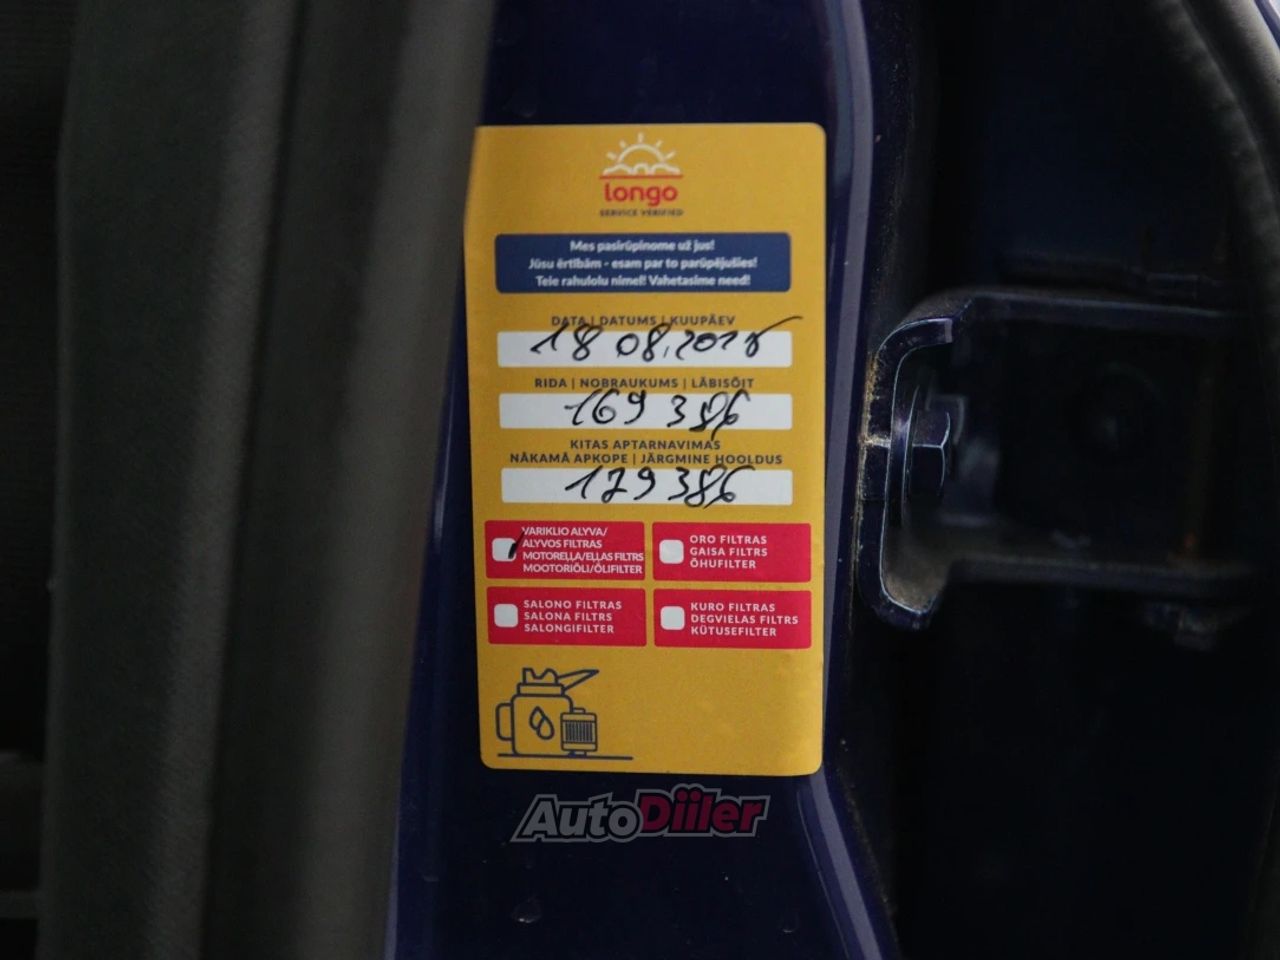 longo
SERVICE VERIFIED
Mes pasirūpinome už jus!
Jūsu ērtībām - esam par to parūpējušies!
Teie rahulolu nimel! Vahetasime need!
DATA | DATUMS | KUUPÄEV
18 08.
RIDA | NOBRAUKUMS | LÄBISÕIT
169 386
KITAS APTARNAVIMAS
NĀKAMĀ APKOPE | JÄRGMINE HOOLDUS
179 386
VARIKLIO ALYVA/
ALYVOS FILTRAS
MOTOREĻĻA/EĻĻAS FILTRS
MOOTORIÕLI/ÕLIFILTER
ORO FILTRAS
GAISA FILTRS
ÕHUFILTER
SALONO FILTRAS
SALONA FILTRS
SALONGIFILTER
KURO FILTRAS
DEGVIELAS FILTRS
KÜTUSEFILTER
AutoDiiler